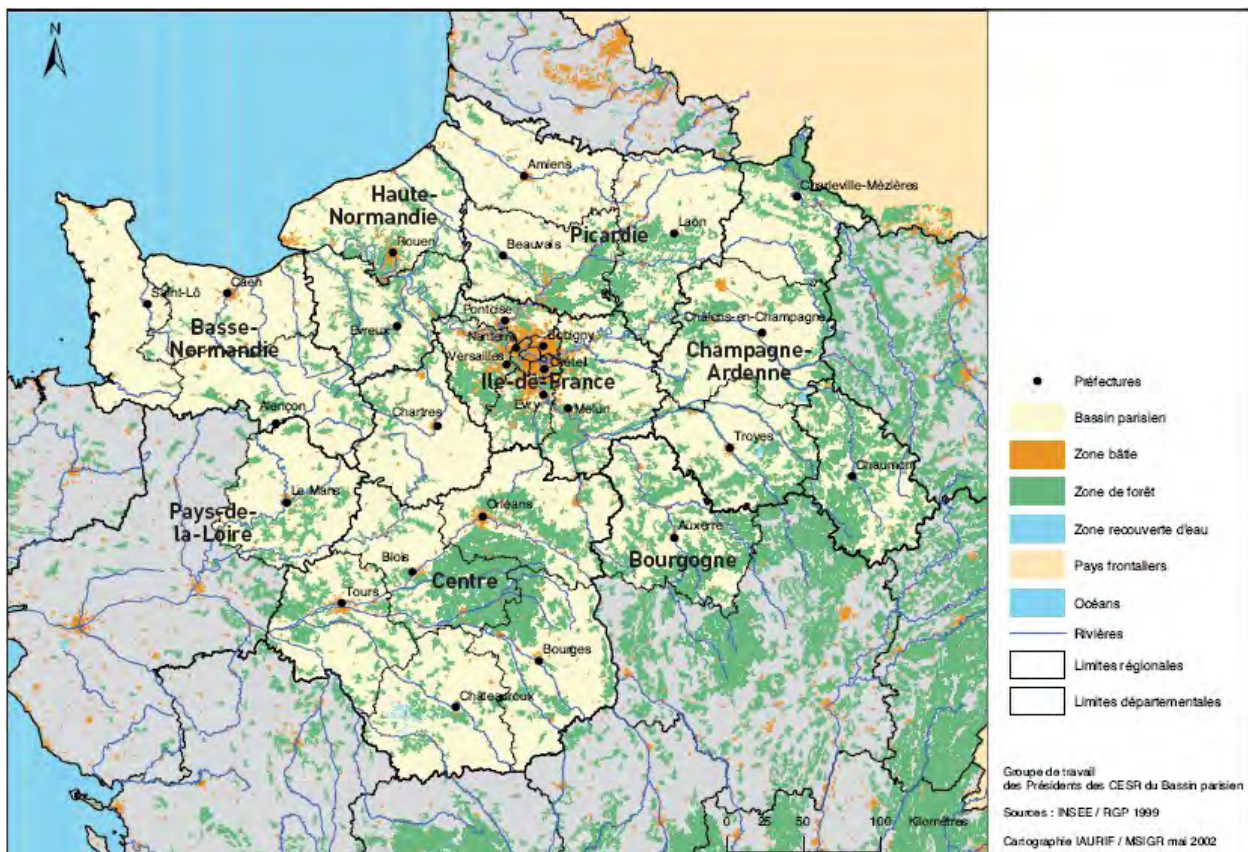 N
Amiens
Charleville-Mézières
Haute-
Normandie
Laon
Picardie
Rouen
Beauvais
Saint-Lô
Caen
Pontoise
Châlons-en-Champagne
Basse-
Normandie
Evreux
Nanterre
Bobigny
Versailles
Créteil
Champagne-
Ardenne
Ile-de-France
Alençon
Chartres
Evry
Melun
Troyes
Chaumont
Le Mans
Pays-de-
la-Loire
Orléans
Auxerre
Bourgogne
Blois
Centre
Tours
Bourges
Châteauroux
0 25 50 100 Kilomètres
Préfectures
Bassin parisien
Zone bâtie
Zone de forêt
Zone recouverte d'eau
Pays frontaliers
Océans
Rivières
Limites régionales
Limites départementales
Groupe de travail
des Présidents des CESR du Bassin parisien
Sources : INSEE / RGP 1999
Cartographie IAURIF / MSIGR mai 2002